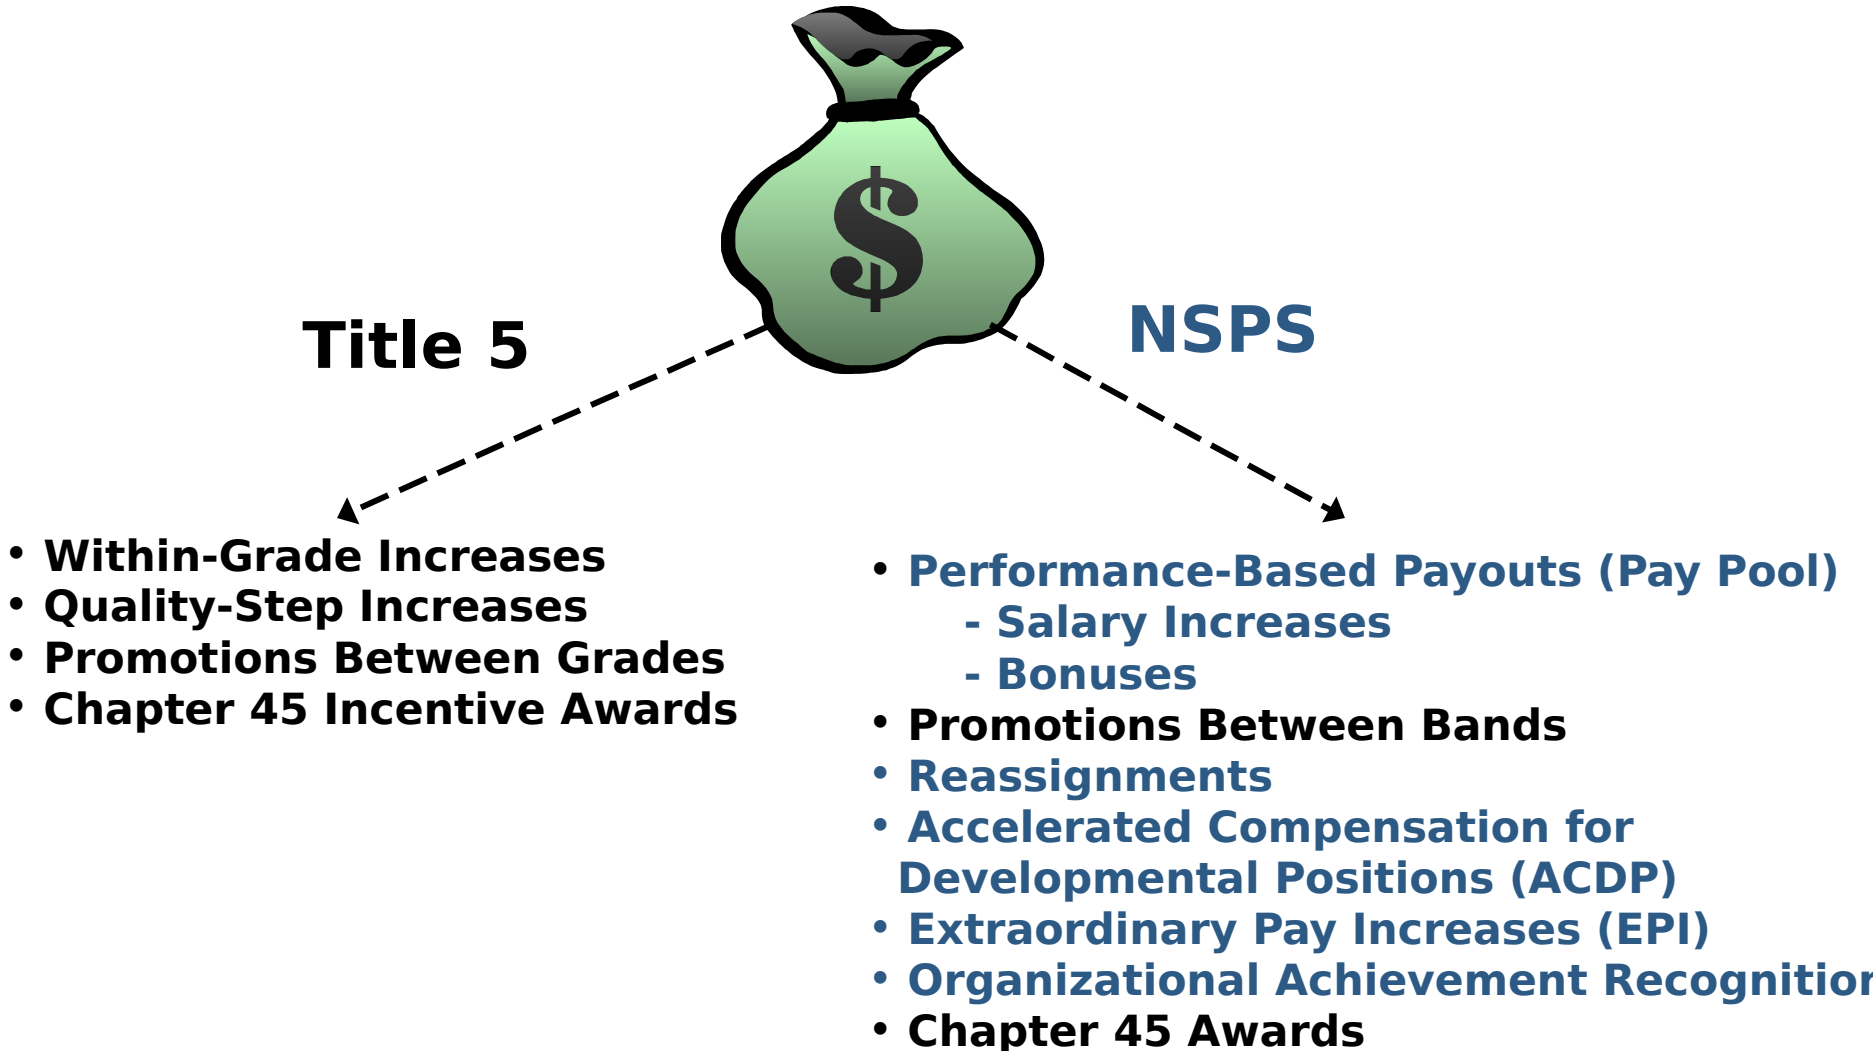 $
Title 5
NSPS
• Within-Grade Increases
• Quality-Step Increases
• Promotions Between Grades
• Chapter 45 Incentive Awards
• Performance-Based Payouts (Pay Pool)
- Salary Increases
- Bonuses
• Promotions Between Bands
• Reassignments
• Accelerated Compensation for
Developmental Positions (ACDP)
• Extraordinary Pay Increases (EPI)
• Organizational Achievement Recognition
• Chapter 45 Awards